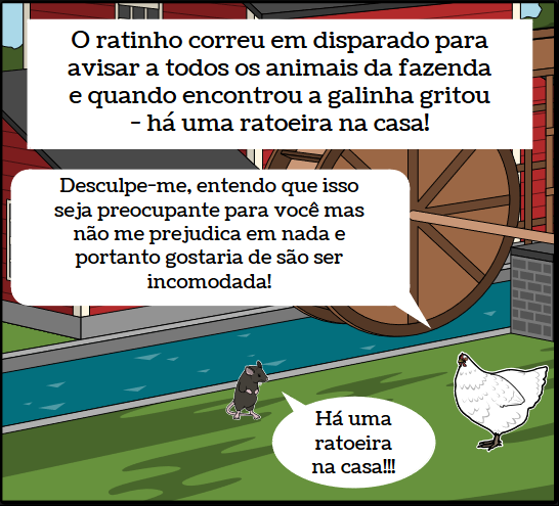 O ratinho correu em disparado para
avisar a todos os animais da fazenda
e quando encontrou a galinha gritou
- há uma ratoeira na casa!
Desculpe-me, entendo que isso
seja preocupante para você mas
não me prejudica em nada e
portanto gostaria de são ser
incomodada!
Há uma
ratoeira
na casa!!!